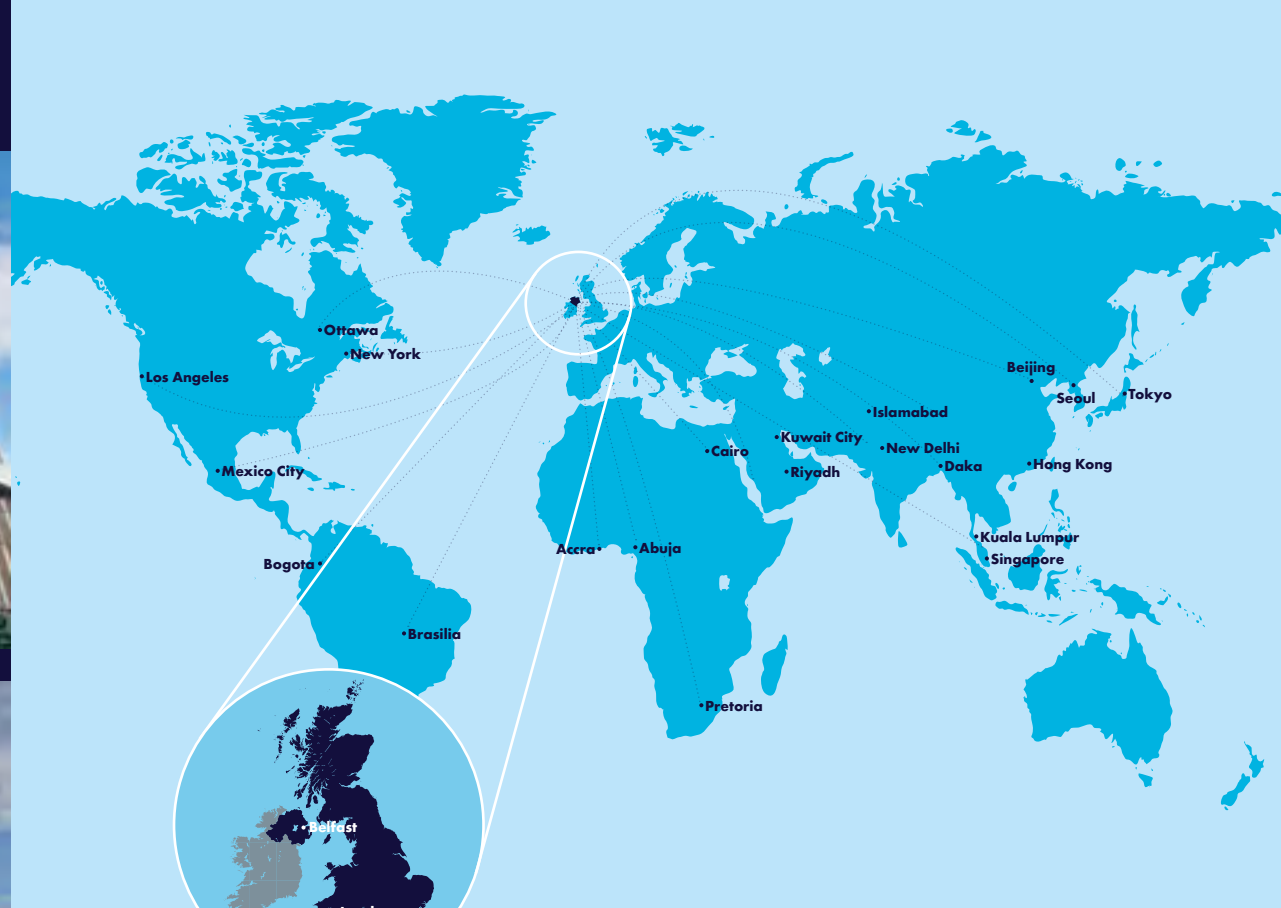 Ottawa
New York
Los Angeles
Beijing
Seoul
Tokyo
Islamabad
Kuwait City
New Delhi
Cairo
Riyadh
Daka
Hong Kong
Mexico City
Kuala Lumpur
Singapore
Accra
Abuja
Bogota
Brasilia
Pretoria
Belfast